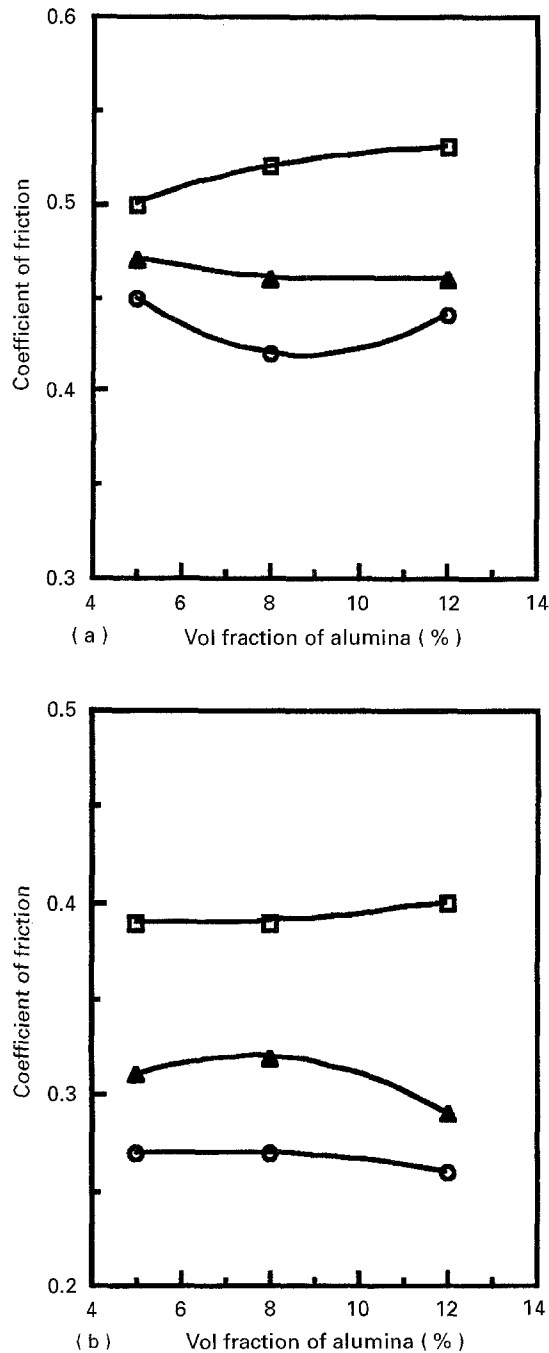 0.6
0.5
0.4
0.3
Coefficient of friction
4 6 8 10 12 14
( a ) Vol fraction of alumina ( % )
0.5
0.4
0.3
0.2
Coefficient of friction
4 6 8 10 12 14
( b ) Vol fraction of alumina ( % )